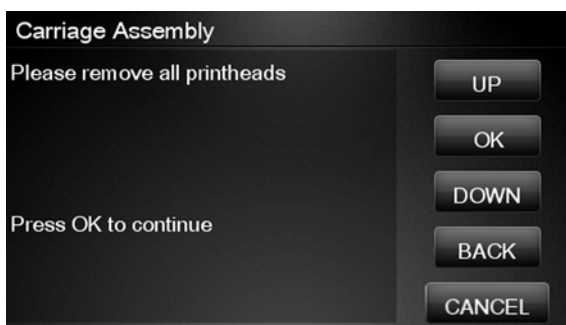 Carriage Assembly
Please remove all printheads
Press OK to continue
UP
OK
DOWN
BACK
CANCEL